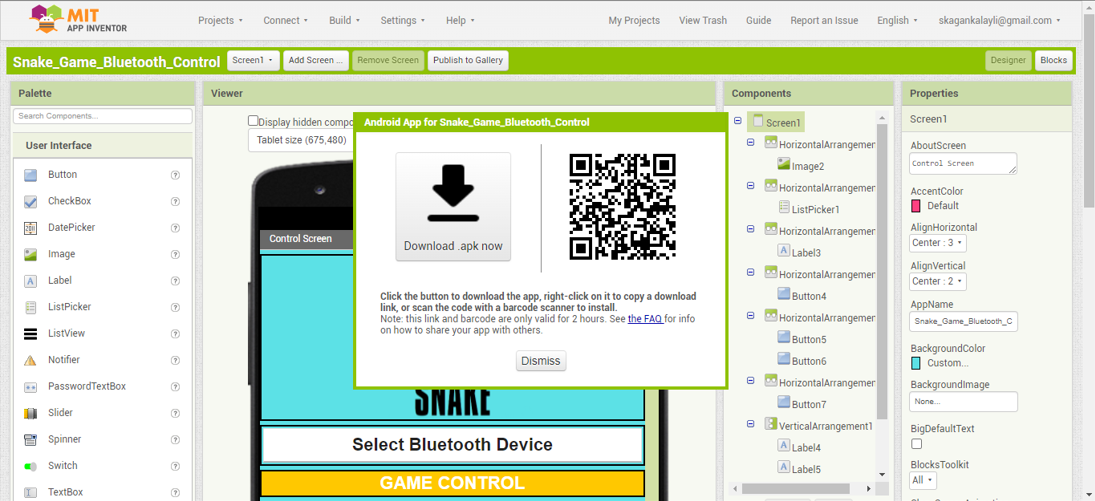 MIT
APP INVENTOR
Projects Connect Build Settings Help My Projects View Trash Guide Report an Issue English skagankalayli@gmail.com
Snake_Game_Bluetooth_Control Screen1 Add Screen ... Remove Screen Publish to Gallery Designer Blocks
Palette
Search Components...
User Interface
Button
CheckBox
DatePicker
Image
Label
ListPicker
ListView
Notifier
PasswordTextBox
Slider
Spinner
Switch
TextBox
Viewer
Display hidden compo
Tablet size (675,480)
Control Screen
SNAKE
Select Bluetooth Device
GAME CONTROL
Android App for Snake_Game_Bluetooth_Control
Download .apk now
Click the button to download the app, right-click on it to copy a download
link, or scan the code with a barcode scanner to install.
Note: this link and barcode are only valid for 2 hours. See the FAQ for info
on how to share your app with others.
Dismiss
Components
Screen1
HorizontalArrangement
Image2
HorizontalArrangement
ListPicker1
HorizontalArrangement
Label3
HorizontalArrangement
Button4
HorizontalArrangement
Button5
Button6
HorizontalArrangement
Button7
VerticalArrangement1
Label4
Label5
Properties
Screen1
AboutScreen
Control Screen
AccentColor
Default
AlignHorizontal
Center : 3
AlignVertical
Center : 2
AppName
Snake_Game_Bluetooth_C
BackgroundColor
Custom...
BackgroundImage
None...
BigDefaultText
BlocksToolkit
All